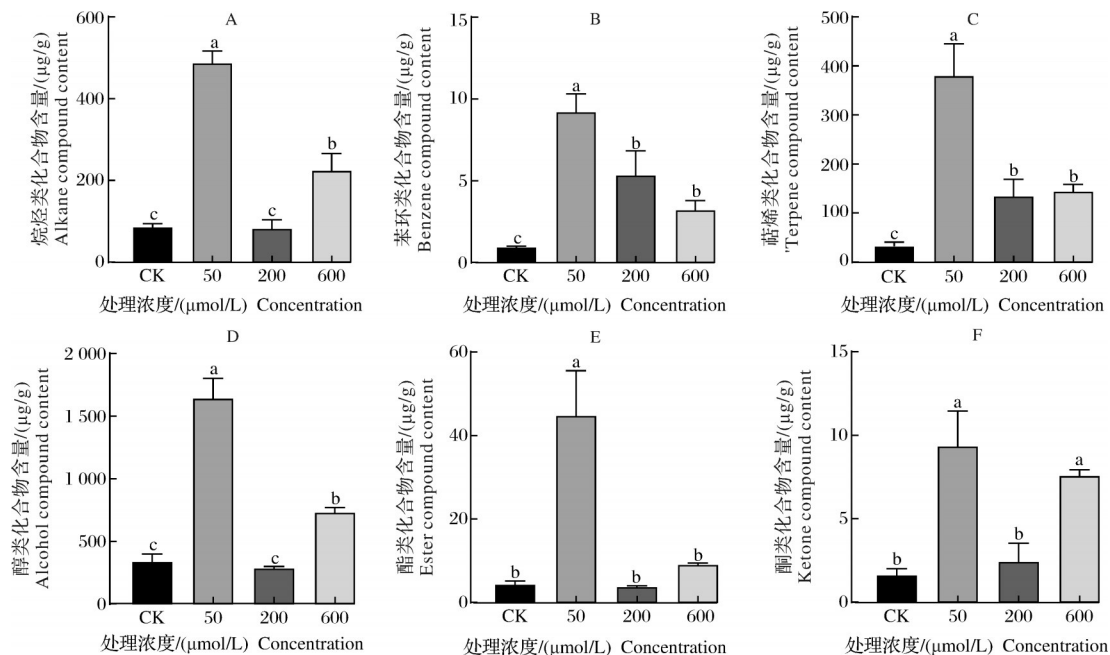 A
600
400
200
0
烷烃类化合物含量/(μg/g)
Alkane compound content
c
a
c
b
CK 50 200 600
处理浓度/(μmol/L) Concentration
B
15
10
5
0
苯环类化合物含量/(μg/g)
Benzene compound content
c
a
b
b
CK 50 200 600
处理浓度/(μmol/L) Concentration
C
500
400
300
200
100
0
萜烯类化合物含量/(μg/g)
'Terpene compound content
c
a
b
b
CK 50 200 600
处理浓度/(μmol/L) Concentration
D
2 000
1 500
1 000
500
0
醇类化合物含量/(μg/g)
Alcohol compound content
c
a
c
b
CK 50 200 600
处理浓度/(μmol/L) Concentration
E
60
40
20
0
酯类化合物含量/(μg/g)
Ester compound content
b
a
b
b
CK 50 200 600
处理浓度/(μmol/L) Concentration
F
15
10
5
0
酮类化合物含量/(μg/g)
Ketone compound content
b
a
b
a
CK 50 200 600
处理浓度/(μmol/L) Concentration